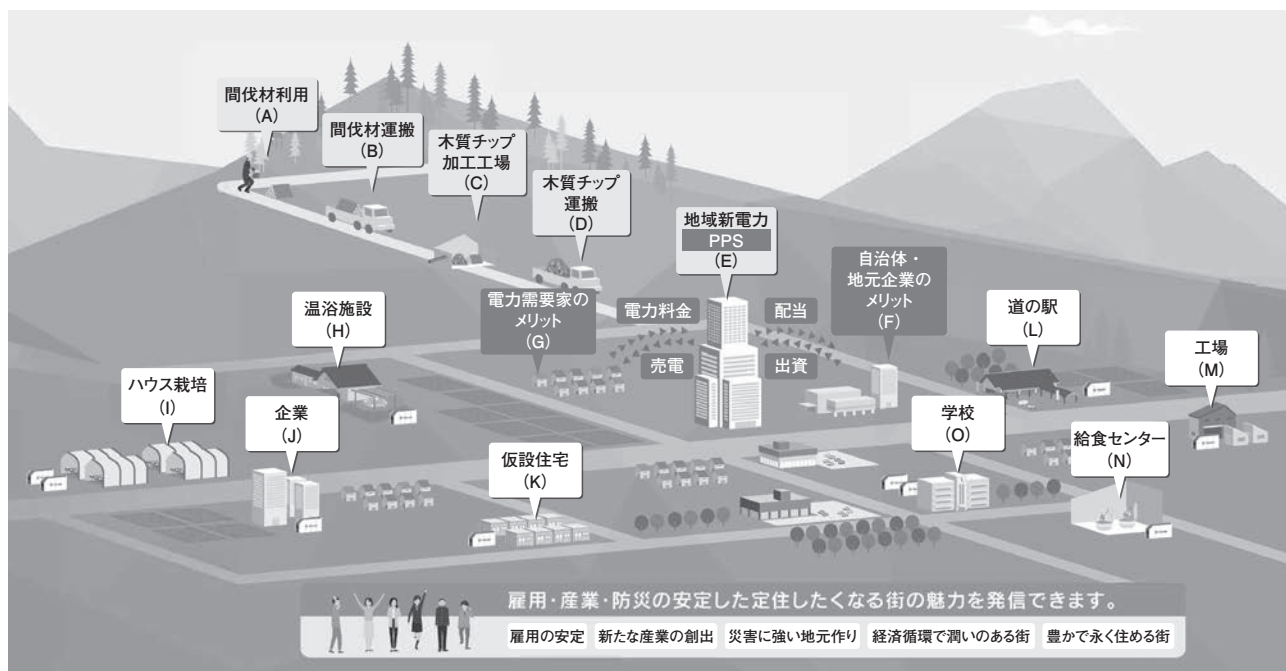 間伐材利用
(A)
間伐材運搬
(B)
木質チップ
加工工場
(C)
木質チップ
運搬
(D)
地域新電力
PPS
(E)
自治体・
地元企業の
メリット
(F)
電力需要家の
メリット
(G)
電力料金
配当
売電
出資
温浴施設
(H)
道の駅
(L)
工場
(M)
ハウス栽培
(I)
企業
(J)
仮設住宅
(K)
学校
(O)
給食センター
(N)
雇用・産業・防災の安定した定住したくなる街の魅力を発信できます。
雇用の安定 新たな産業の創出 災害に強い地元作り 経済循環で潤いのある街 豊かで永く住める街